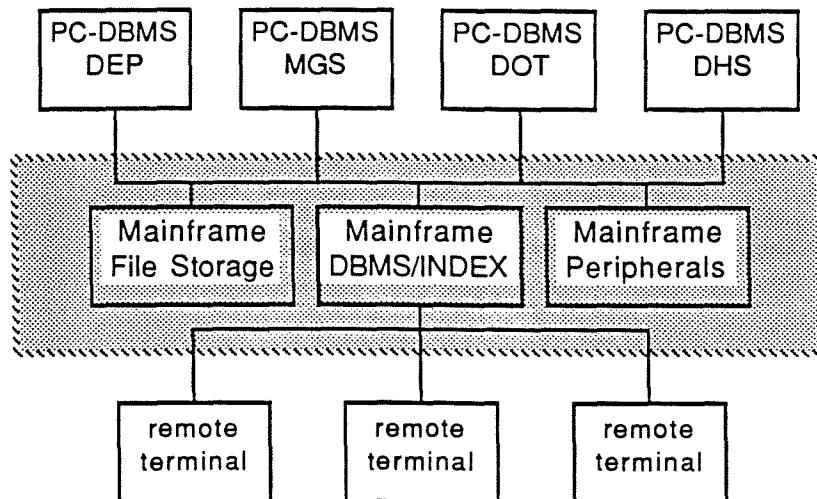 PC-DBMS
DEP
PC-DBMS
MGS
PC-DBMS
DOT
PC-DBMS
DHS
Mainframe
File Storage
Mainframe
DBMS/INDEX
Mainframe
Peripherals
remote
terminal
remote
terminal
remote
terminal